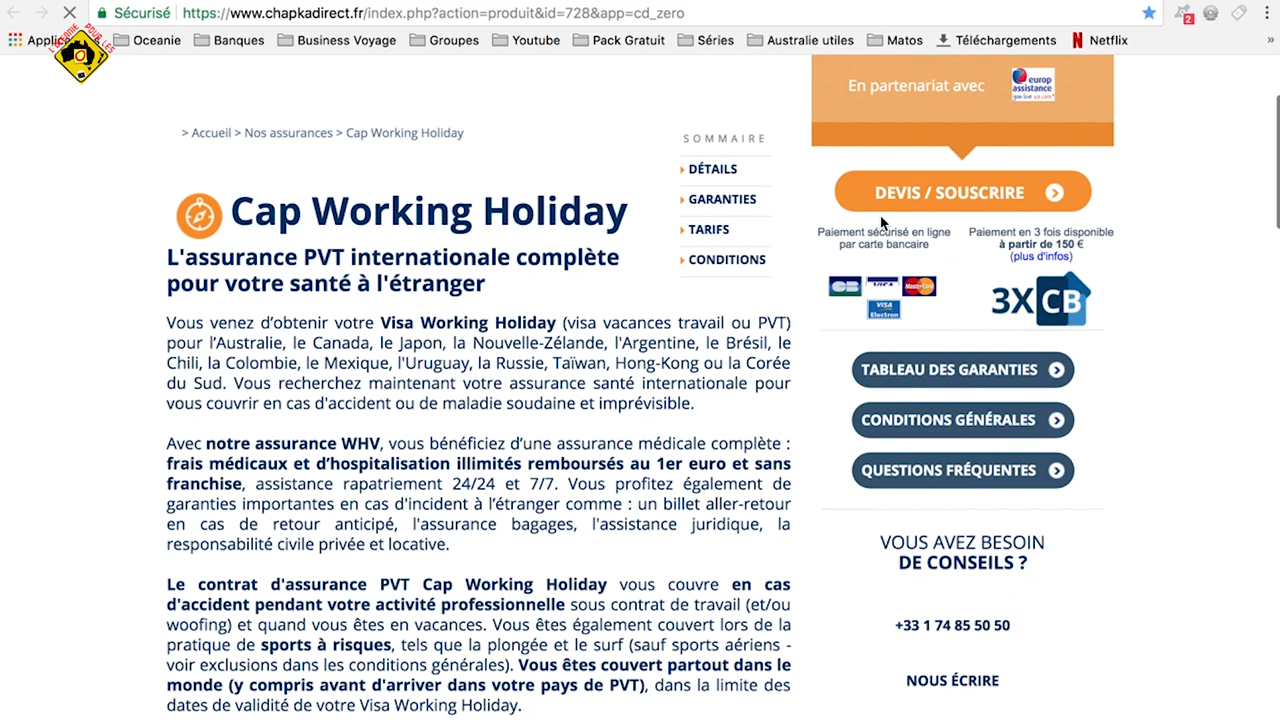 Sécurisé https://www.chapkadirect.fr/index.php?action=produit&id=728&app=cd_zero
2
Oceanie Banques Business Voyage Groupes Youtube Pack Gratuit Séries Australie utiles Matos Téléchargements Netflix »
L'OCEANIE POUR LES
En partenariat avec
europ
assistance
> Accueil > Nos assurances > Cap Working Holiday
SOMMAIRE
DÉTAILS
GARANTIES
TARIFS
CONDITIONS
Cap Working Holiday
L'assurance PVT internationale complète
pour votre santé à l'étranger
Vous venez d’obtenir votre Visa Working Holiday (visa vacances travail ou PVT)
pour l’Australie, le Canada, le Japon, la Nouvelle-Zélande, l'Argentine, le Brésil, le
Chili, la Colombie, le Mexique, l'Uruguay, la Russie, Taïwan, Hong-Kong ou la Corée
du Sud. Vous recherchez maintenant votre assurance santé internationale pour
vous couvrir en cas d'accident ou de maladie soudaine et imprévisible.
Avec notre assurance WHV, vous bénéficiez d’une assurance médicale complète :
frais médicaux et d’hospitalisation illimités remboursés au 1er euro et sans
franchise, assistance rapatriement 24/24 et 7/7. Vous profitez également de
garanties importantes en cas d'incident à l’étranger comme : un billet aller-retour
en cas de retour anticipé, l'assurance bagages, l'assistance juridique, la
responsabilité civile privée et locative.
Le contrat d'assurance PVT Cap Working Holiday vous couvre en cas
d'accident pendant votre activité professionnelle sous contrat de travail (et/ou
woofing) et quand vous êtes en vacances. Vous êtes également couvert lors de la
pratique de sports à risques, tels que la plongée et le surf (sauf sports aériens -
voir exclusions dans les conditions générales). Vous êtes couvert partout dans le
monde (y compris avant d'arriver dans votre pays de PVT), dans la limite des
dates de validité de votre Visa Working Holiday.
DEVIS / SOUSCRIRE
Paiement sécurisé en ligne
par carte bancaire
Paiement en 3 fois disponible
à partir de 150 €
(plus d'infos)
CB VISA MasterCard
VISA
Electron
3X CB
TABLEAU DES GARANTIES
CONDITIONS GÉNÉRALES
QUESTIONS FRÉQUENTES
VOUS AVEZ BESOIN
DE CONSEILS ?
+33 1 74 85 50 50
NOUS ÉCRIRE